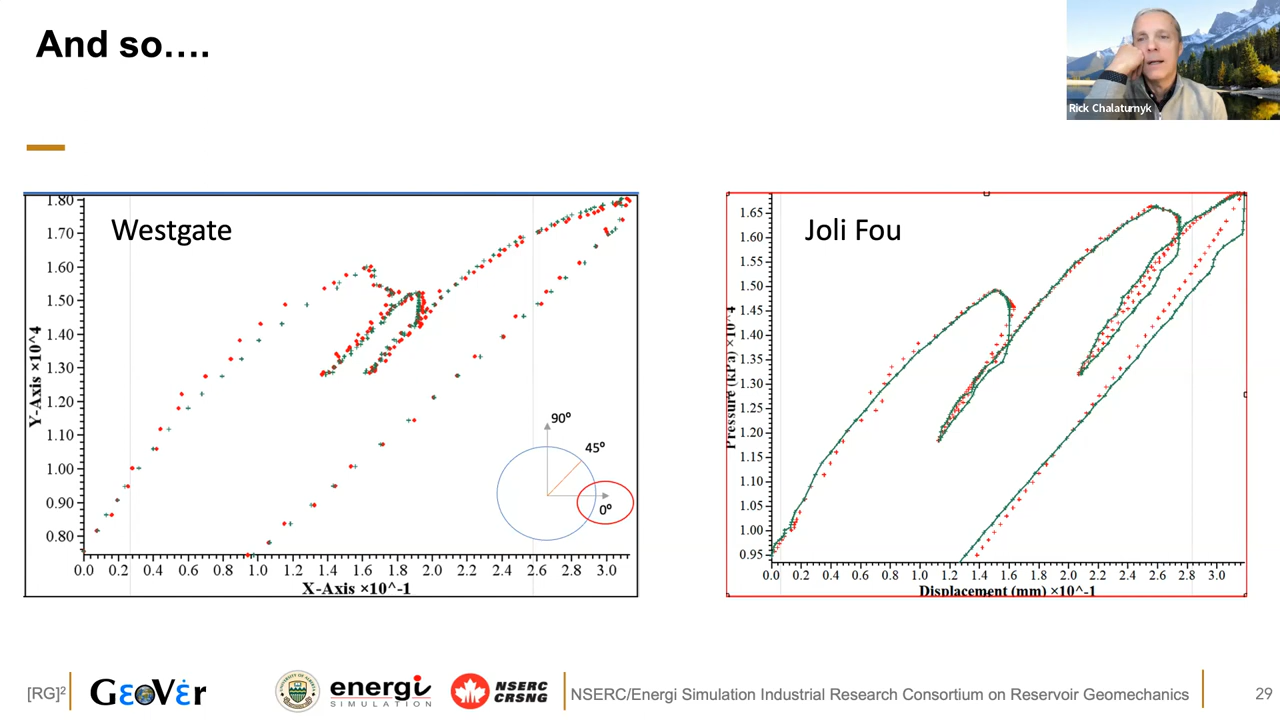 And so....
Rick Chalaturnyk
Westgate
1.80
1.70
1.60
1.50
1.40
1.30
1.20
1.10
1.00
0.90
0.80
Y-Axis ×10^4
0.0 0.2 0.4 0.6 0.8 1.0 1.2 1.4 1.6 1.8 2.0 2.2 2.4 2.6 2.8 3.0
X-Axis ×10^-1
90°
45°
0°
Joli Fou
1.65
1.60
1.55
1.50
1.45
1.40
1.35
1.30
1.25
1.20
1.15
1.10
1.05
1.00
0.95
Pressure (kPa) ×10^4
0.0 0.2 0.4 0.6 0.8 1.0 1.2 1.4 1.6 1.8 2.0 2.2 2.4 2.6 2.8 3.0
Displacement (mm) ×10^-1
[RG]²
GEOVER
energi
SIMULATION
NSERC
CRSNG
NSERC/Energi Simulation Industrial Research Consortium on Reservoir Geomechanics
29